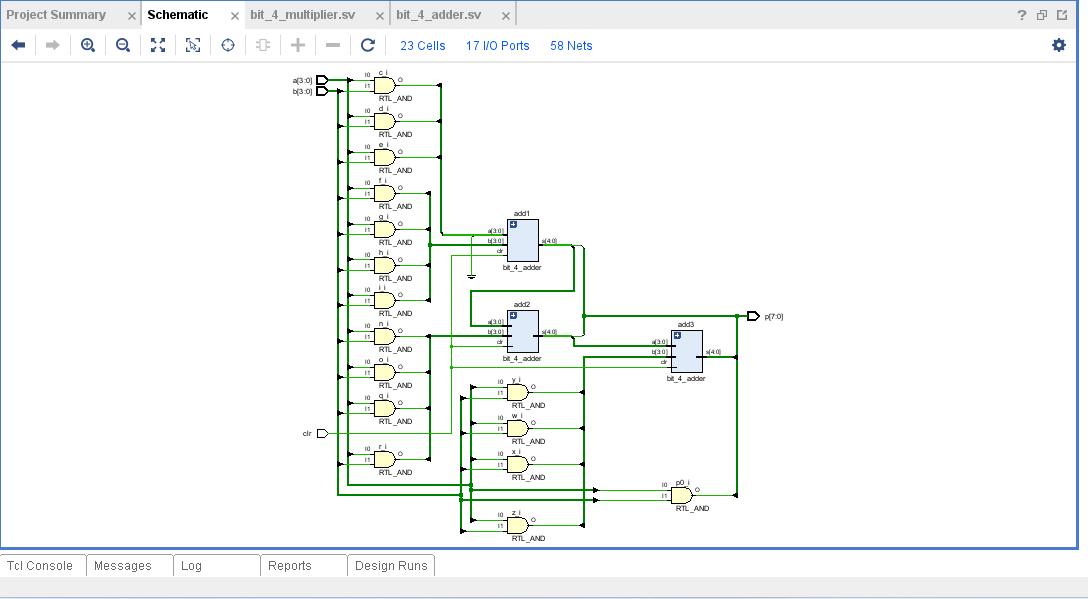 Project Summary
Schematic
bit_4_multiplier.sv
bit_4_adder.sv
23 Cells
17 I/O Ports
58 Nets
a[3:0]
b[3:0]
c_i
I0
I1
O
RTL_AND
d_i
I0
I1
O
RTL_AND
e_i
I0
I1
O
RTL_AND
f_i
I0
I1
O
RTL_AND
g_i
I0
I1
O
RTL_AND
h_i
I0
I1
O
RTL_AND
i_i
I0
I1
O
RTL_AND
n_i
I0
I1
O
RTL_AND
o_i
I0
I1
O
RTL_AND
q_i
I0
I1
O
RTL_AND
clr
r_i
I0
I1
O
RTL_AND
add1
a[3:0]
b[3:0]
clr
s[4:0]
bit_4_adder
add2
a[3:0]
b[3:0]
clr
s[4:0]
bit_4_adder
add3
a[3:0]
b[3:0]
clr
s[4:0]
bit_4_adder
p[7:0]
y_i
I0
I1
O
RTL_AND
w_i
I0
I1
O
RTL_AND
x_i
I0
I1
O
RTL_AND
z_i
I0
I1
O
RTL_AND
p0_i
I0
I1
O
RTL_AND
Tcl Console
Messages
Log
Reports
Design Runs